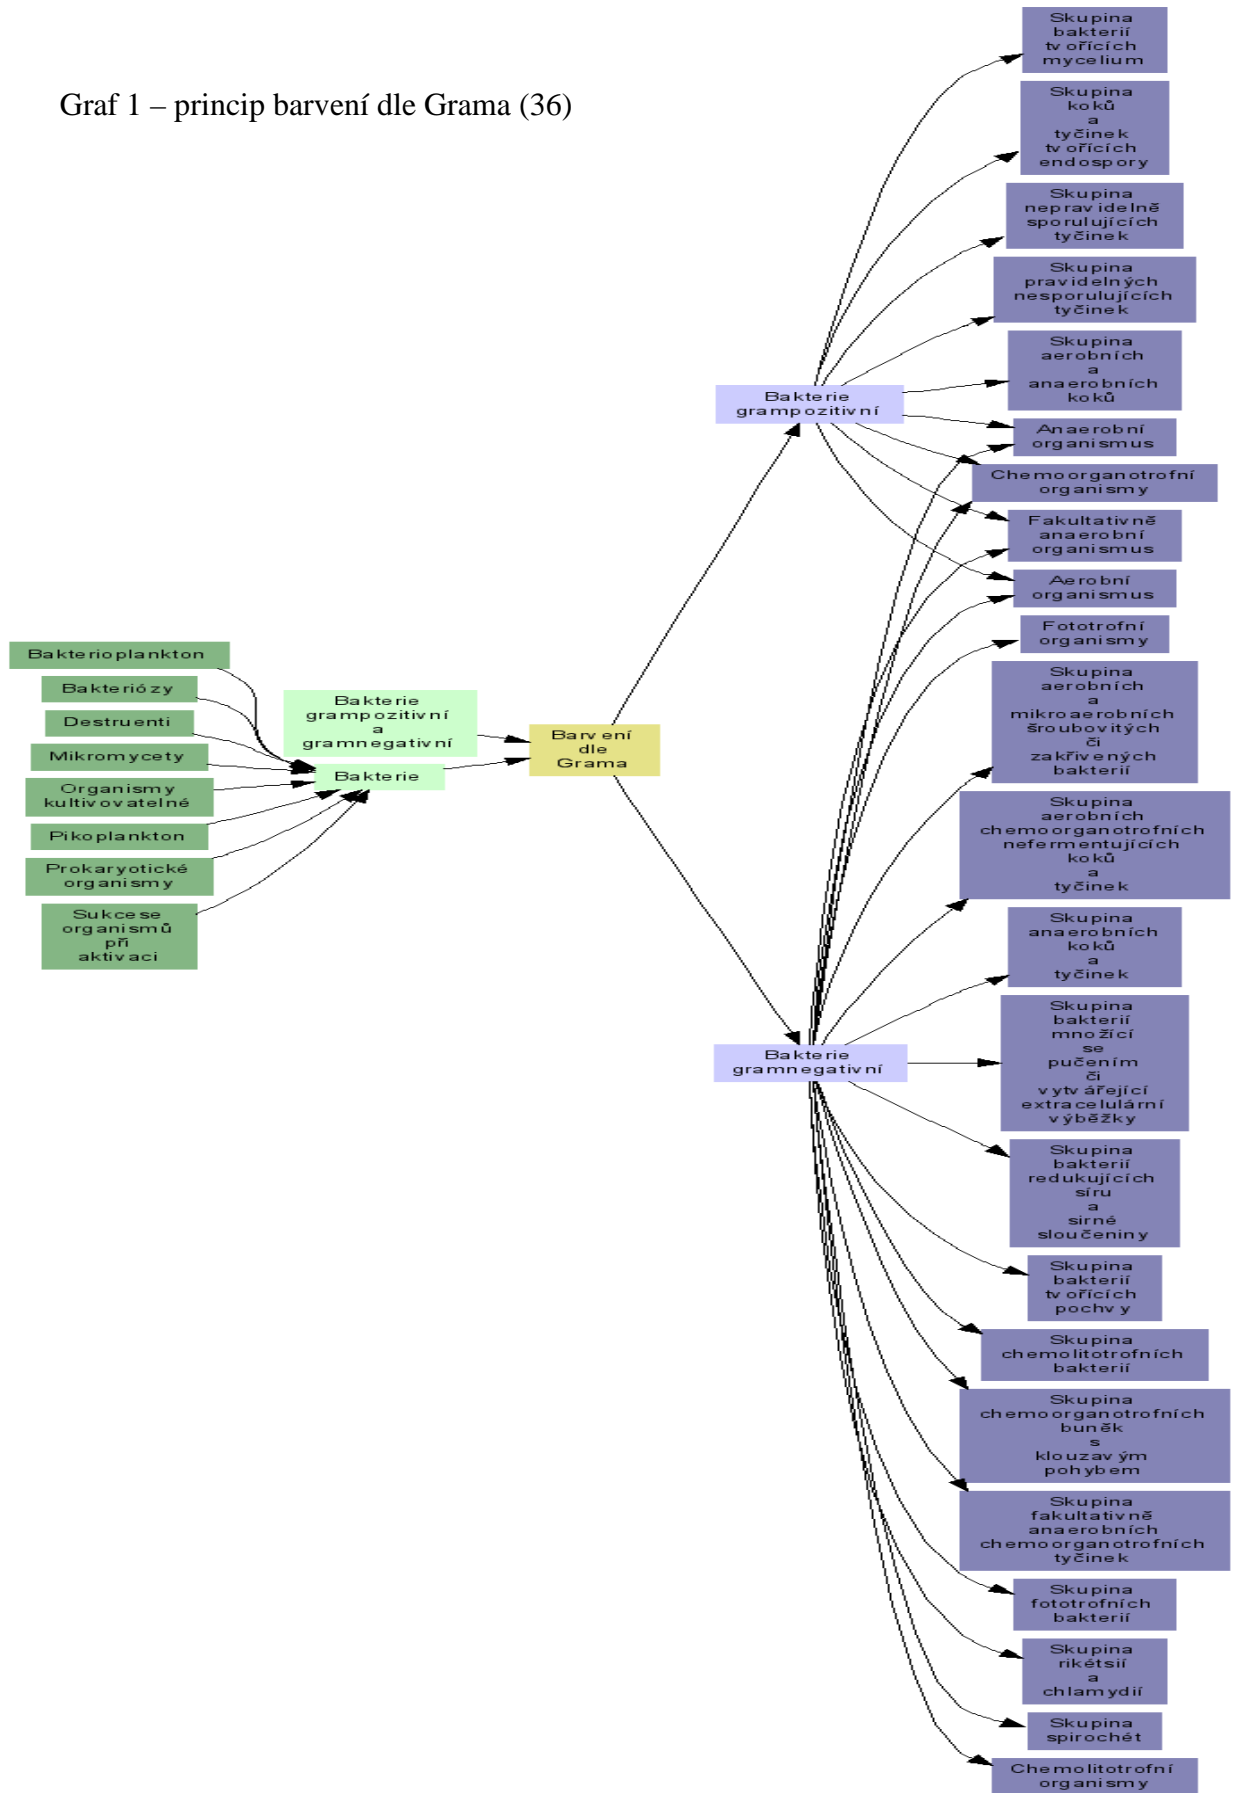 Graf 1 – princip barvení dle Grama (36)
Bakterioplankton
Bakteriózy
Destruenti
Mikromycety
Organismy
kultivovatelné
Pikoplankton
Prokaryotické
organismy
Sukcese
organismů
při
aktivaci
Bakterie
grampozitivní
a
gramnegativní
Bakterie
Barvení
dle
Grama
Bakterie
grampozitivní
Bakterie
gramnegativní
Skupina
bakterií
tvořících
mycelium
Skupina
koků
a
tyčinek
tvořících
endospory
Skupina
nepravidelně
sporulujících
tyčinek
Skupina
pravidelných
nesporulujících
tyčinek
Skupina
aerobních
a
anaerobních
koků
Anaerobní
organismus
Chemoorganotrofní
organismy
Fakultativně
anaerobní
organismus
Aerobní
organismus
Fototrofní
organismy
Skupina
aerobních
a
mikroaerobních
šroubovitých
či
zakřivených
bakterií
Skupina
aerobních
chemoorganotrofních
nefermentujících
koků
a
tyčinek
Skupina
anaerobních
koků
a
tyčinek
Skupina
bakterií
množící
se
pučením
či
vytvářející
extracelulární
výběžky
Skupina
bakterií
redukujících
síru
a
sirné
sloučeniny
Skupina
bakterií
tvořících
pochvy
Skupina
chemolitotrofních
bakterií
Skupina
chemoorganotrofních
buněk
s
klouzavým
pohybem
Skupina
fakultativně
anaerobních
chemoorganotrofních
tyčinek
Skupina
fototrofních
bakterií
Skupina
rikétsií
a
chlamydií
Skupina
spirochét
Chemolitotrofní
organismy